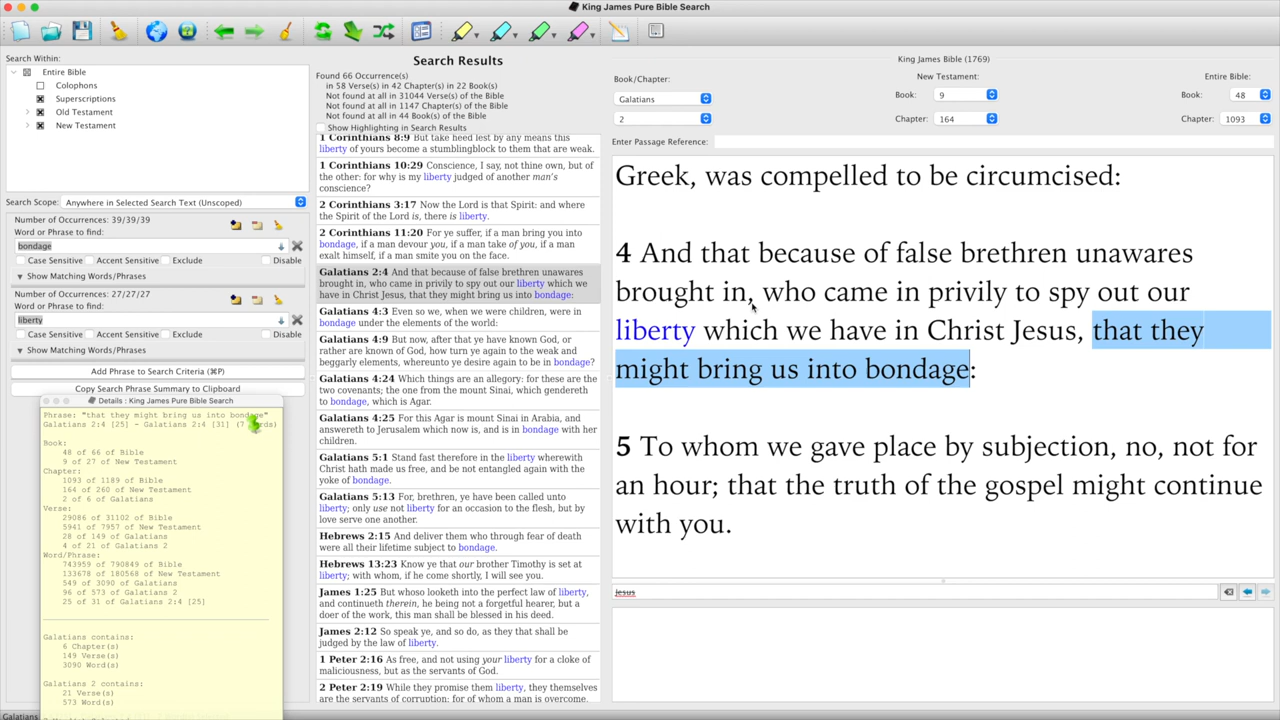 King James Pure Bible Search
Search Within:
Entire Bible
Colophons
Superscriptions
Old Testament
New Testament
Search Scope: Anywhere in Selected Search Text (Unscoped)
Number of Occurrences: 39/39/39
Word or Phrase to find:
bondage
Case Sensitive Accent Sensitive Exclude Disable
Show Matching Words/Phrases
Number of Occurrences: 27/27/27
Word or Phrase to find:
liberty
Case Sensitive Accent Sensitive Exclude Disable
Show Matching Words/Phrases
Add Phrase to Search Criteria (⌘P)
Copy Search Phrase Summary to Clipboard
Details : King James Pure Bible Search
Phrase: "that they might bring us into bondage"
Galatians 2:4 [25] - Galatians 2:4 [31] (7
Book:
48 of 66 of Bible
9 of 27 of New Testament
Chapter:
1093 of 1189 of Bible
164 of 260 of New Testament
2 of 6 of Galatians
Verse:
29086 of 31102 of Bible
5941 of 7957 of New Testament
28 of 149 of Galatians
4 of 21 of Galatians 2
Word/Phrase:
743959 of 790849 of Bible
133678 of 180568 of New Testament
549 of 3090 of Galatians
96 of 573 of Galatians 2
25 of 31 of Galatians 2:4 [25]
Galatians contains:
6 Chapter(s)
149 Verse(s)
3090 Word(s)
Galatians 2 contains:
21 Verse(s)
573 Word(s)
Galatians
Search Results
Found 66 Occurrence(s)
in 58 Verse(s) in 42 Chapter(s) in 22 Book(s)
Not found at all in 31044 Verse(s) of the Bible
Not found at all in 1147 Chapter(s) of the Bible
Not found at all in 44 Book(s) of the Bible
Show Highlighting in Search Results
1 Corinthians 8:9 But take heed lest by any means this
liberty of yours become a stumblingblock to them that are weak.
1 Corinthians 10:29 Conscience, I say, not thine own, but of
the other: for why is my liberty judged of another man's
conscience?
2 Corinthians 3:17 Now the Lord is that Spirit: and where
the Spirit of the Lord is, there is liberty.
2 Corinthians 11:20 For ye suffer, if a man bring you into
bondage, if a man devour you, if a man take of you, if a man
exalt himself, if a man smite you on the face.
Galatians 2:4 And that because of false brethren unawares
brought in, who came in privily to spy out our liberty which we
have in Christ Jesus, that they might bring us into bondage:
Galatians 4:3 Even so we, when we were children, were in
bondage under the elements of the world:
Galatians 4:9 But now, after that ye have known God, or
rather are known of God, how turn ye again to the weak and
beggarly elements, whereunto ye desire again to be in bondage?
Galatians 4:24 Which things are an allegory: for these are the
two covenants; the one from the mount Sinai, which gendereth
to bondage, which is Agar.
Galatians 4:25 For this Agar is mount Sinai in Arabia, and
answereth to Jerusalem which now is, and is in bondage with her
children.
Galatians 5:1 Stand fast therefore in the liberty wherewith
Christ hath made us free, and be not entangled again with the
yoke of bondage.
Galatians 5:13 For, brethren, ye have been called unto
liberty; only use not liberty for an occasion to the flesh, but by
love serve one another.
Hebrews 2:15 And deliver them who through fear of death
were all their lifetime subject to bondage.
Hebrews 13:23 Know ye that our brother Timothy is set at
liberty; with whom, if he come shortly, I will see you.
James 1:25 But whoso looketh into the perfect law of liberty,
and continueth therein, he being not a forgetful hearer, but a
doer of the work, this man shall be blessed in his deed.
James 2:12 So speak ye, and so do, as they that shall be
judged by the law of liberty.
1 Peter 2:16 As free, and not using your liberty for a cloke of
maliciousness, but as the servants of God.
2 Peter 2:19 While they promise them liberty, they themselves
are the servants of corruption: for of whom a man is overcome,
King James Bible (1769)
Book/Chapter:
Galatians
2
New Testament:
Book: 9
Chapter: 164
Entire Bible:
Book: 48
Chapter: 1093
Enter Passage Reference:
Greek, was compelled to be circumcised:
4 And that because of false brethren unawares
brought in, who came in privily to spy out our
liberty which we have in Christ Jesus, that they
might bring us into bondage:
5 To whom we gave place by subjection, no, not for
an hour; that the truth of the gospel might continue
with you.
jesus